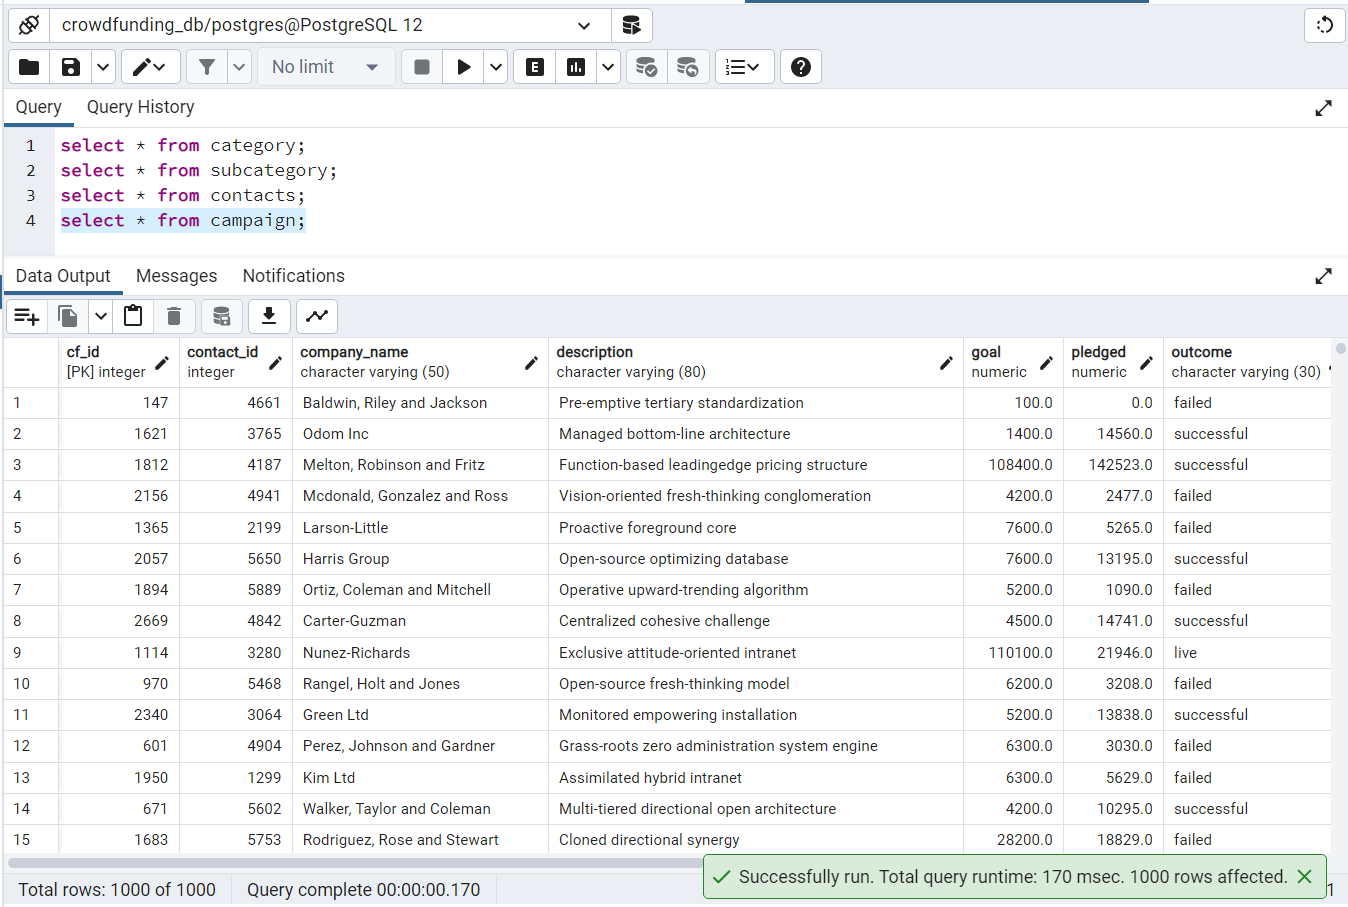 crowdfunding_db/postgres@PostgreSQL 12
No limit
E
Query Query History
1 select * from category;
2 select * from subcategory;
3 select * from contacts;
4 select * from campaign;
Data Output Messages Notifications
cf_id contact_id company_name description goal pledged outcome
[PK] integer integer character varying (50) character varying (80) numeric numeric character varying (30)
1 147 4661 Baldwin, Riley and Jackson Pre-emptive tertiary standardization 100.0 0.0 failed
2 1621 3765 Odom Inc Managed bottom-line architecture 1400.0 14560.0 successful
3 1812 4187 Melton, Robinson and Fritz Function-based leadingedge pricing structure 108400.0 142523.0 successful
4 2156 4941 Mcdonald, Gonzalez and Ross Vision-oriented fresh-thinking conglomeration 4200.0 2477.0 failed
5 1365 2199 Larson-Little Proactive foreground core 7600.0 5265.0 failed
6 2057 5650 Harris Group Open-source optimizing database 7600.0 13195.0 successful
7 1894 5889 Ortiz, Coleman and Mitchell Operative upward-trending algorithm 5200.0 1090.0 failed
8 2669 4842 Carter-Guzman Centralized cohesive challenge 4500.0 14741.0 successful
9 1114 3280 Nunez-Richards Exclusive attitude-oriented intranet 110100.0 21946.0 live
10 970 5468 Rangel, Holt and Jones Open-source fresh-thinking model 6200.0 3208.0 failed
11 2340 3064 Green Ltd Monitored empowering installation 5200.0 13838.0 successful
12 601 4904 Perez, Johnson and Gardner Grass-roots zero administration system engine 6300.0 3030.0 failed
13 1950 1299 Kim Ltd Assimilated hybrid intranet 6300.0 5629.0 failed
14 671 5602 Walker, Taylor and Coleman Multi-tiered directional open architecture 4200.0 10295.0 successful
15 1683 5753 Rodriguez, Rose and Stewart Cloned directional synergy 28200.0 18829.0 failed
Successfully run. Total query runtime: 170 msec. 1000 rows affected.
Total rows: 1000 of 1000 Query complete 00:00:00.170 1